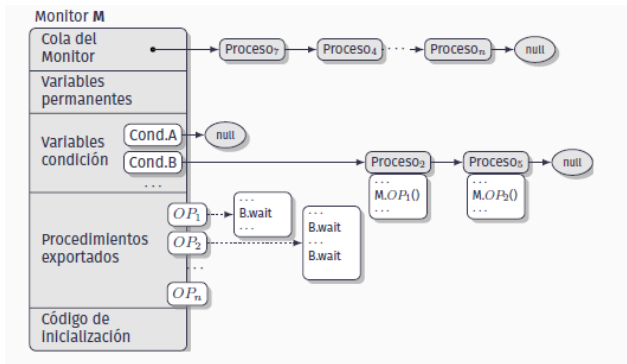 Monitor M
Cola del
Monitor
Proceso₇
Proceso₄
· · ·
Procesoₙ
null
Variables
permanentes
Variables
condición
Cond.A
null
Cond.B
Proceso₂
Proceso₅
null
...
...
M.OP₁()
...
...
M.OP₂()
...
Procedimientos
exportados
OP₁
...
B.wait
...
OP₂
...
B.wait
...
B.wait
...
OPₙ
Código de
inicialización